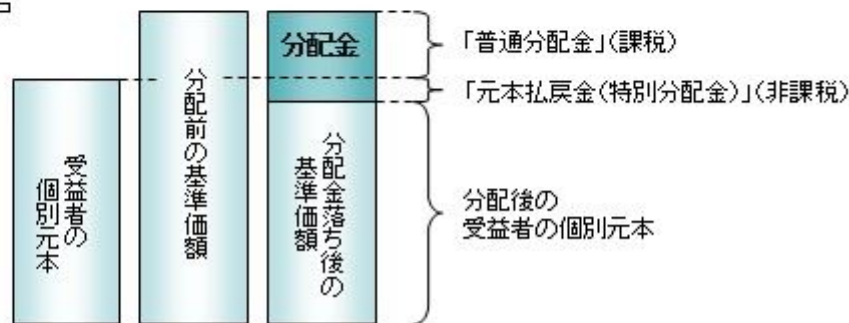 受益者の
個別元本
分配前の基準価額
分配金
分配金落ち後の
基準価額
「普通分配金」(課税)
「元本払戻金(特別分配金)」(非課税)
分配後の
受益者の個別元本